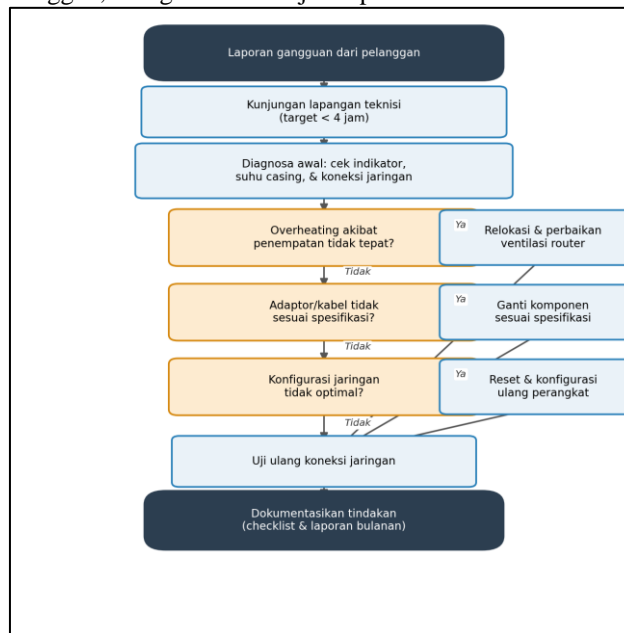 Laporan gangguan dari pelanggan
Kunjungan lapangan teknisi
(target < 4 jam)
Diagnosa awal: cek indikator,
suhu casing, & koneksi jaringan
Overheating akibat
penempatan tidak tepat?
Ya
Relokasi & perbaikan
ventilasi router
Tidak
Adaptor/kabel tidak
sesuai spesifikasi?
Ya
Ganti komponen
sesuai spesifikasi
Tidak
Konfigurasi jaringan
tidak optimal?
Ya
Reset & konfigurasi
ulang perangkat
Tidak
Uji ulang koneksi jaringan
Dokumentasikan tindakan
(checklist & laporan bulanan)